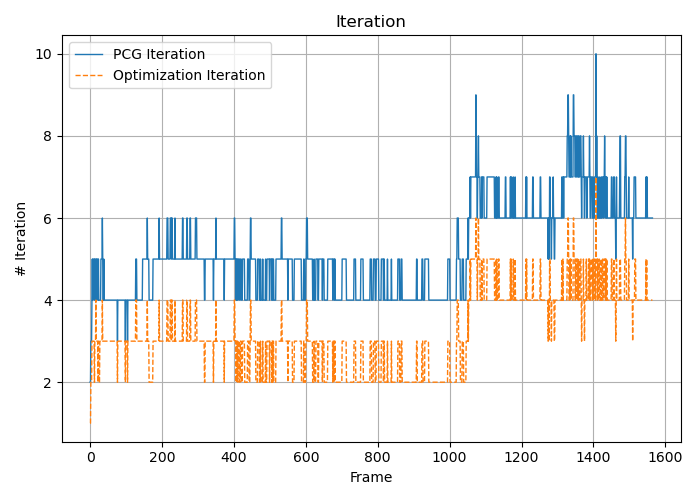 Iteration
PCG Iteration
Optimization Iteration
10
8
6
4
2
# Iteration
0 200 400 600 800 1000 1200 1400 1600
Frame